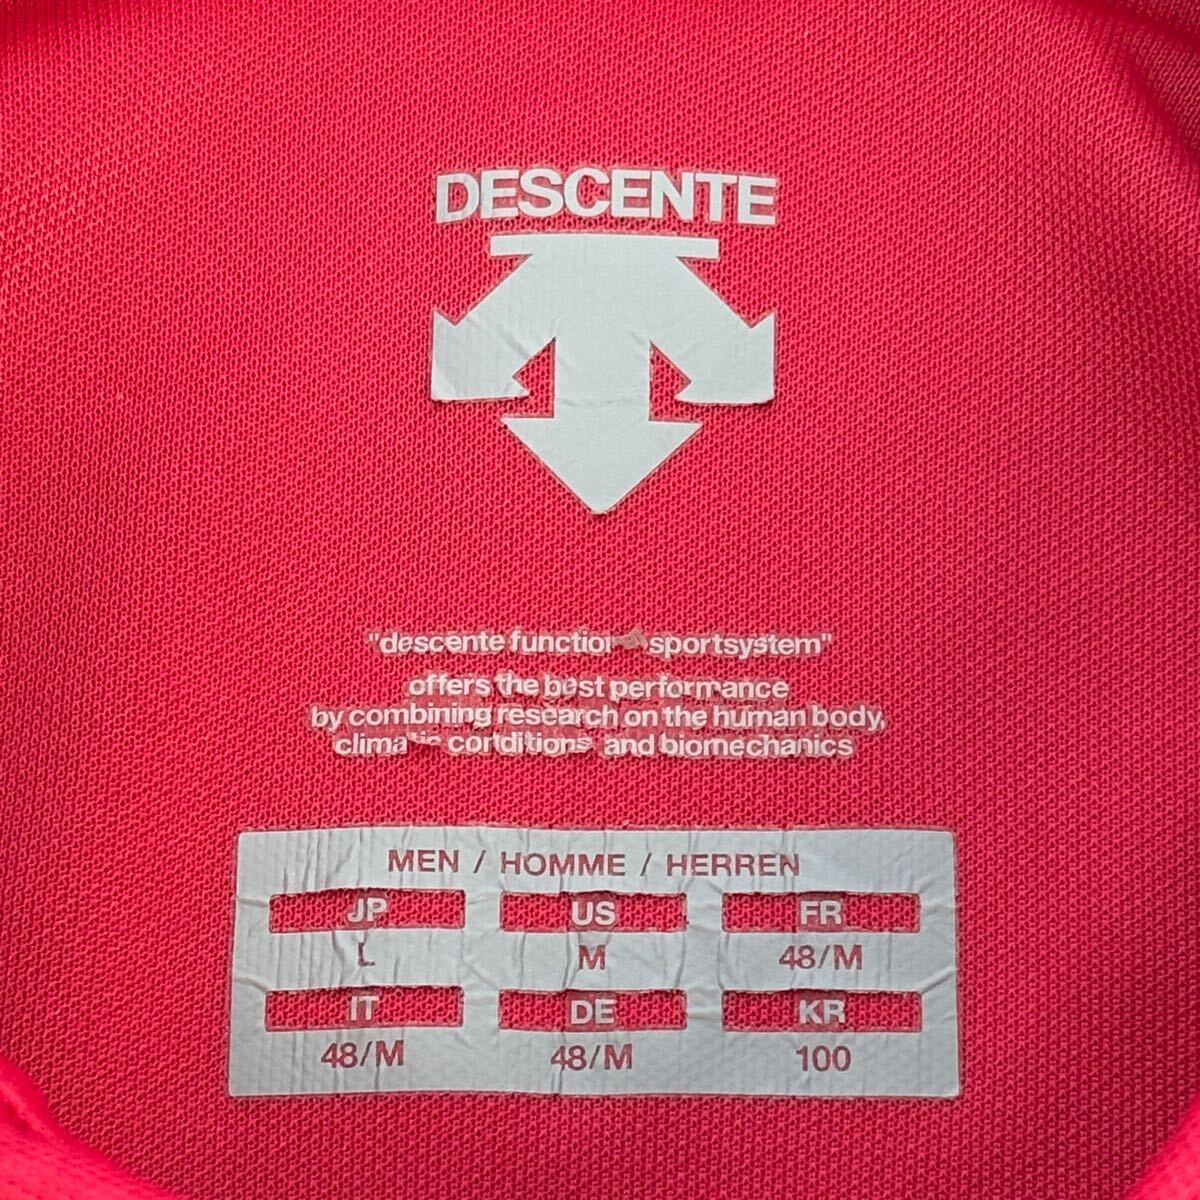 DESCENTE
"descente function sportsystem"
offers the best performance
by combining research on the human body,
climatic conditions and biomechanics
MEN / HOMME / HERREN
JP US FR
L M 48/M
IT DE KR
48/M 48/M 100